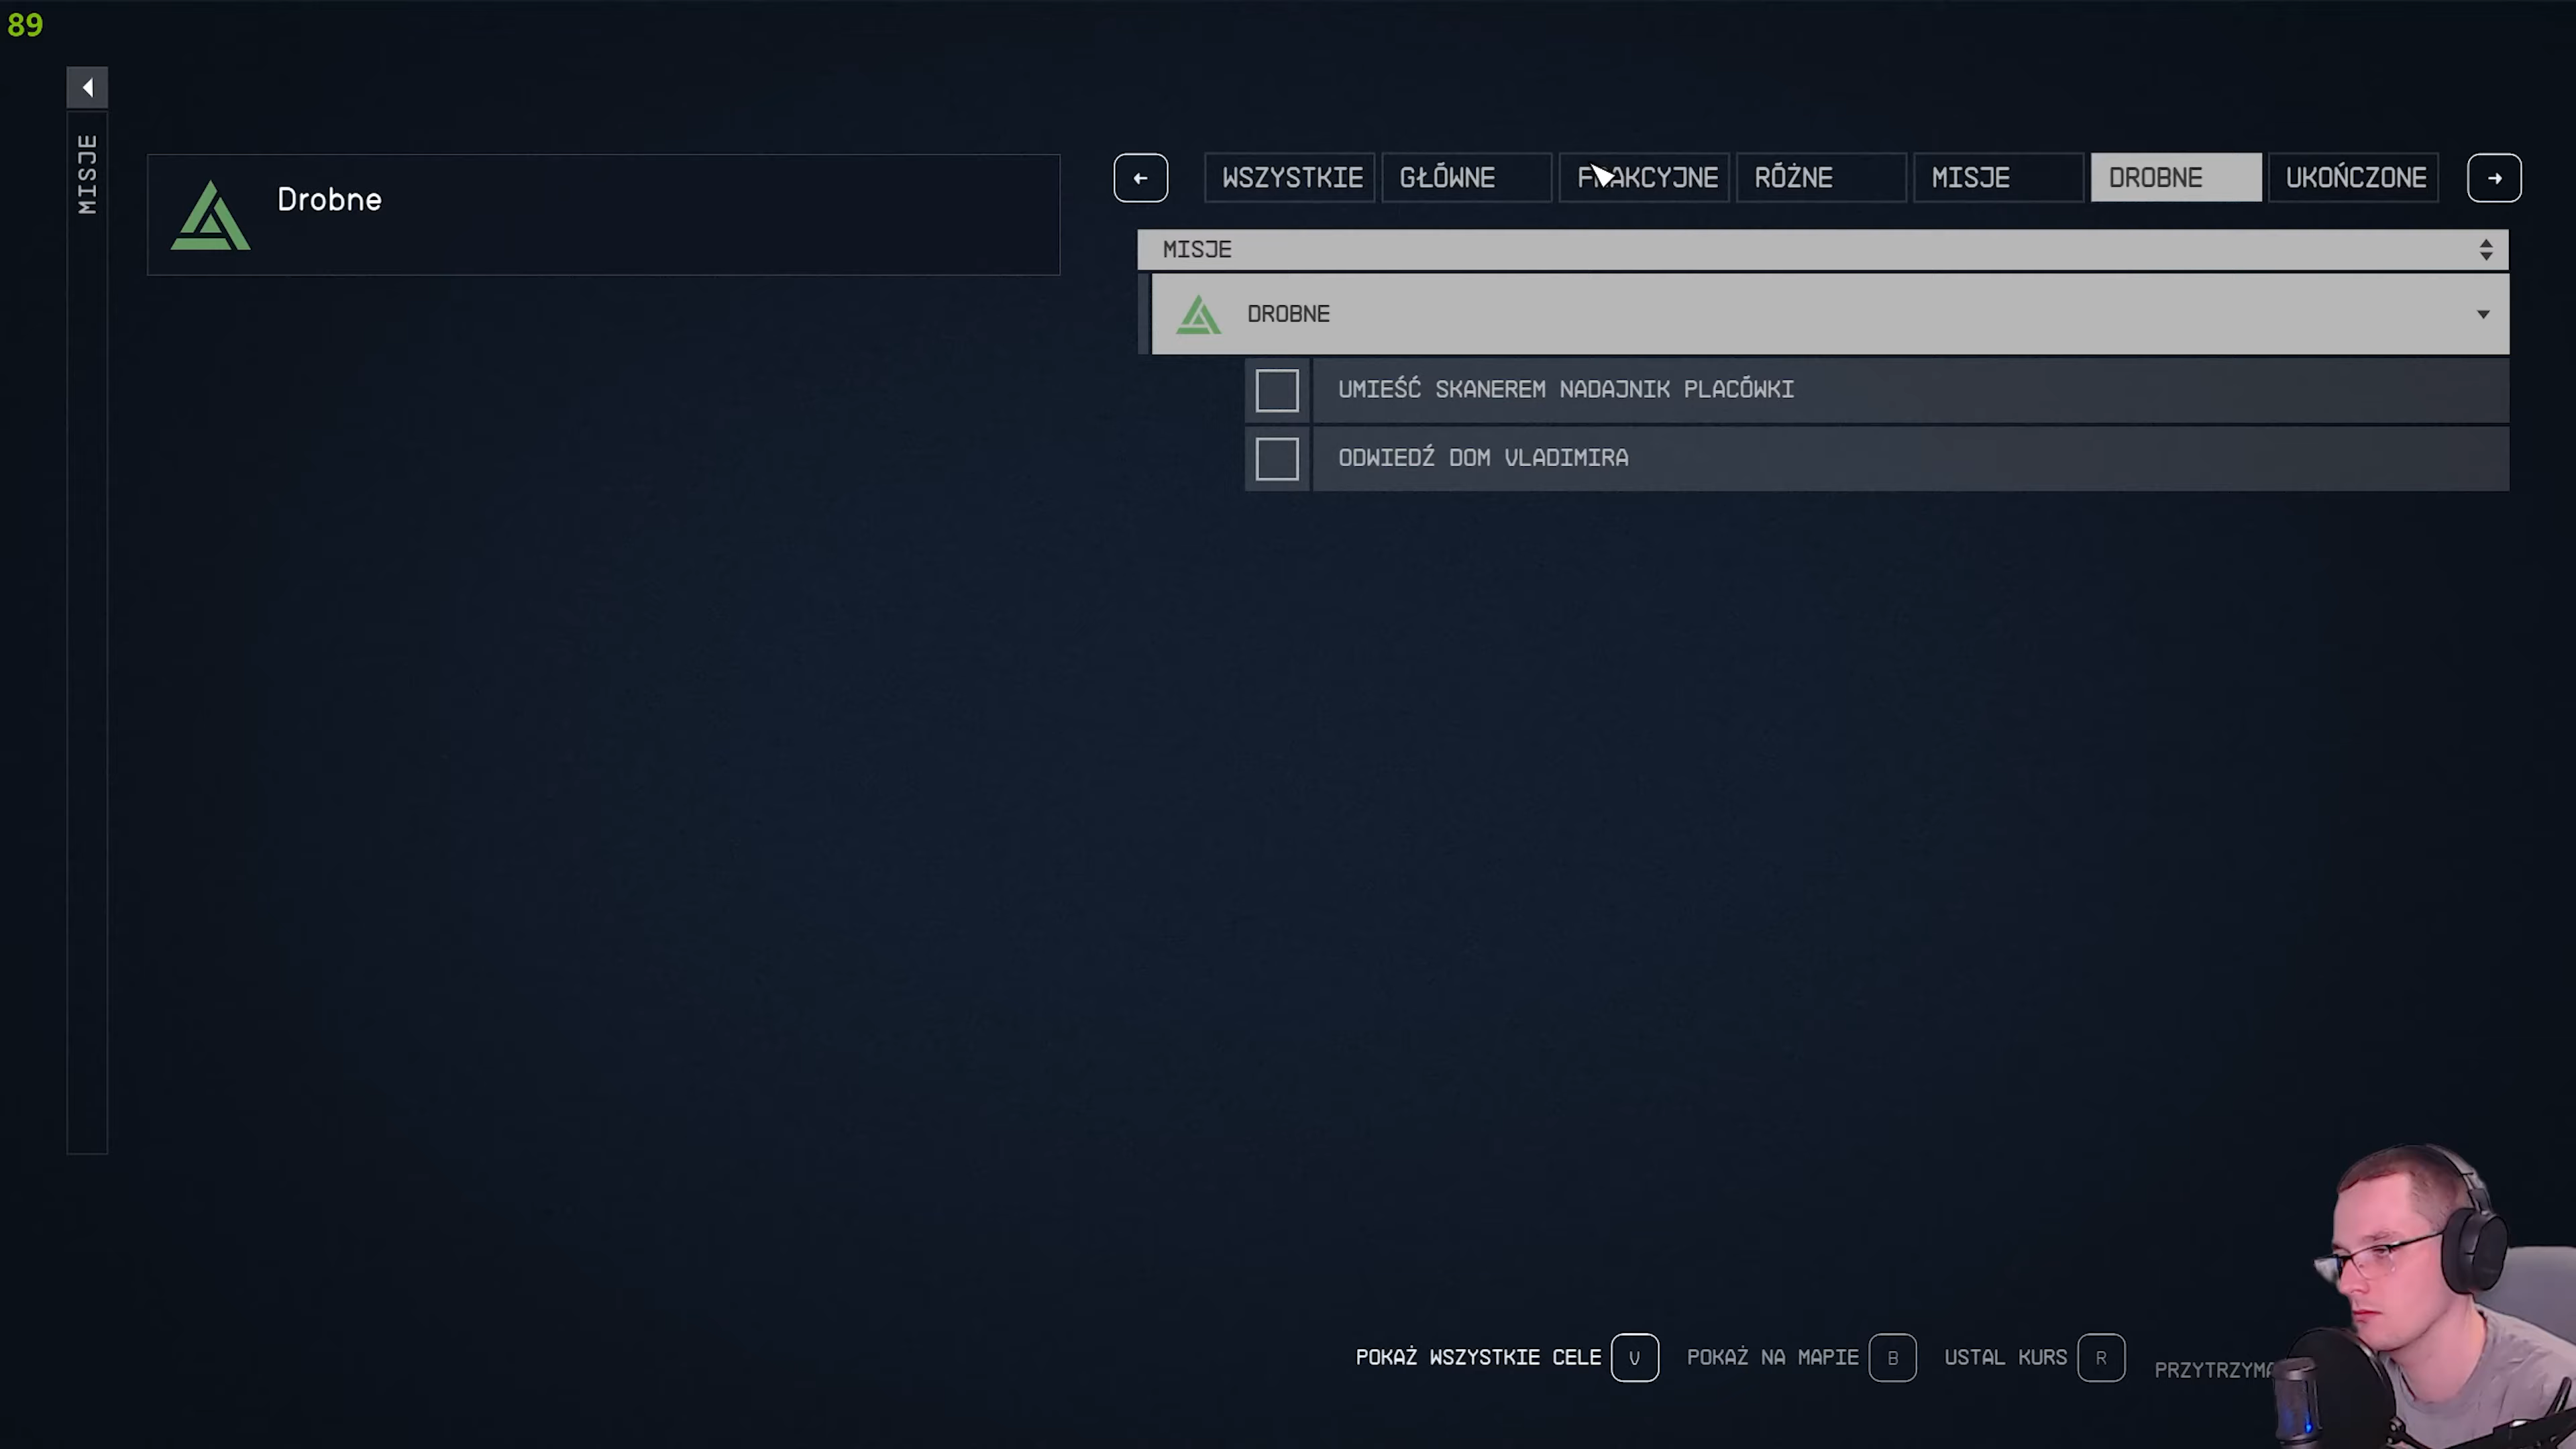 89
MISJE
Drobne
WSZYSTKIE
GŁÓWNE
FRAKCYJNE
RÓŻNE
MISJE
DROBNE
UKOŃCZONE
MISJE
DROBNE
UMIEŚĆ SKANEREM NADAJNIK PLACÓWKI
ODWIEDŹ DOM VLADIMIRA
POKAŻ WSZYSTKIE CELE V
POKAŻ NA MAPIE B
USTAL KURS R